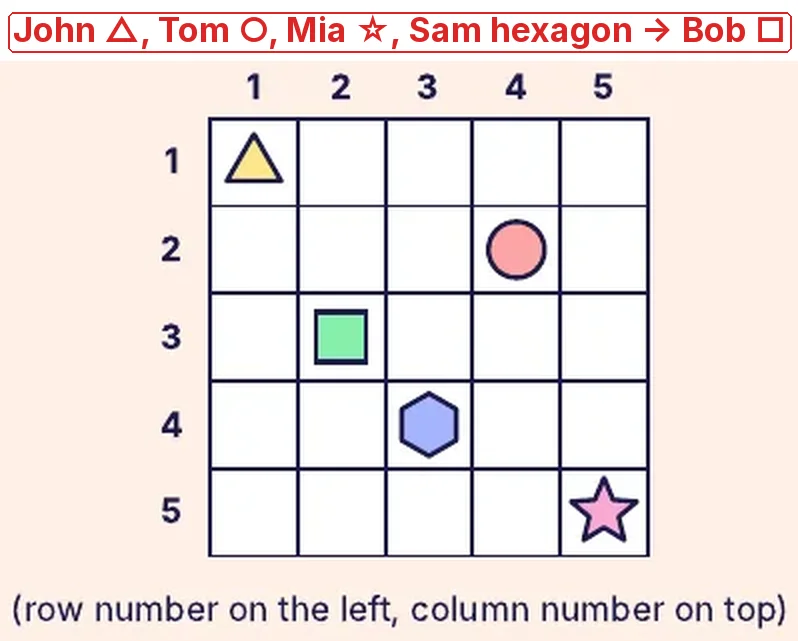 John △, Tom ○, Mia ☆, Sam hexagon → Bob □
1 2 3 4 5
1
2
3
4
5
(row number on the left, column number on top)